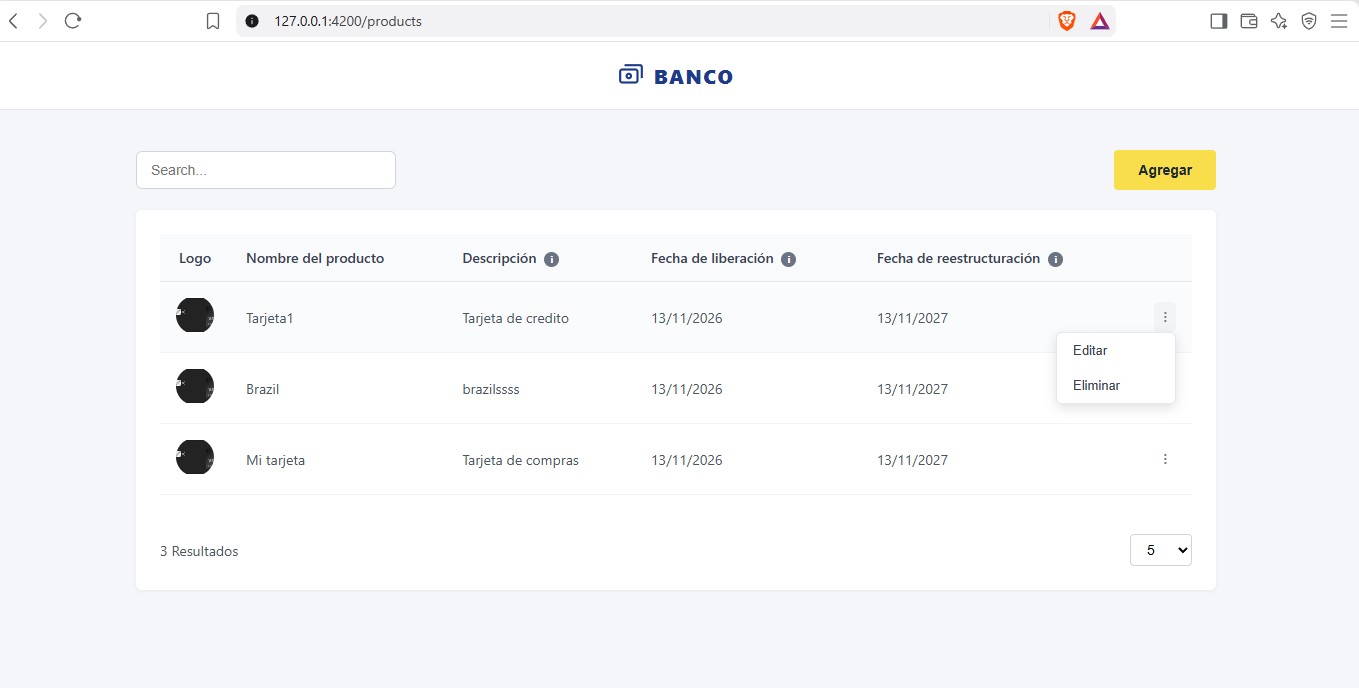 127.0.0.1:4200/products
BANCO
Search...
Agregar
Logo Nombre del producto Descripción i Fecha de liberación i Fecha de reestructuración i
Tarjeta1 Tarjeta de credito 13/11/2026 13/11/2027
Editar
Eliminar
Brazil brazilssss 13/11/2026 13/11/2027
Mi tarjeta Tarjeta de compras 13/11/2026 13/11/2027
3 Resultados 5